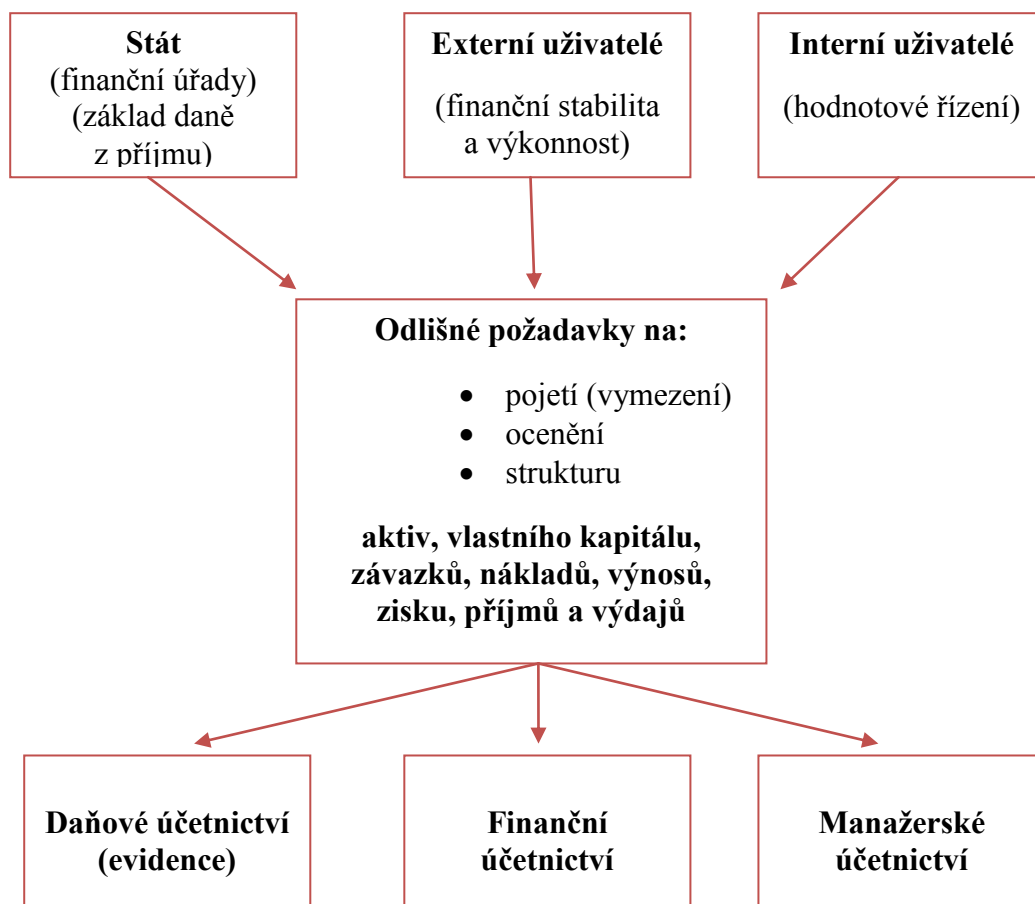 Stát
(finanční úřady)
(základ daně
z příjmu)
Externí uživatelé
(finanční stabilita
a výkonnost)
Interní uživatelé
(hodnotové řízení)
Odlišné požadavky na:
• pojetí (vymezení)
• ocenění
• strukturu
aktiv, vlastního kapitálu,
závazků, nákladů, výnosů,
zisku, příjmů a výdajů
Daňové účetnictví
(evidence)
Finanční
účetnictví
Manažerské
účetnictví